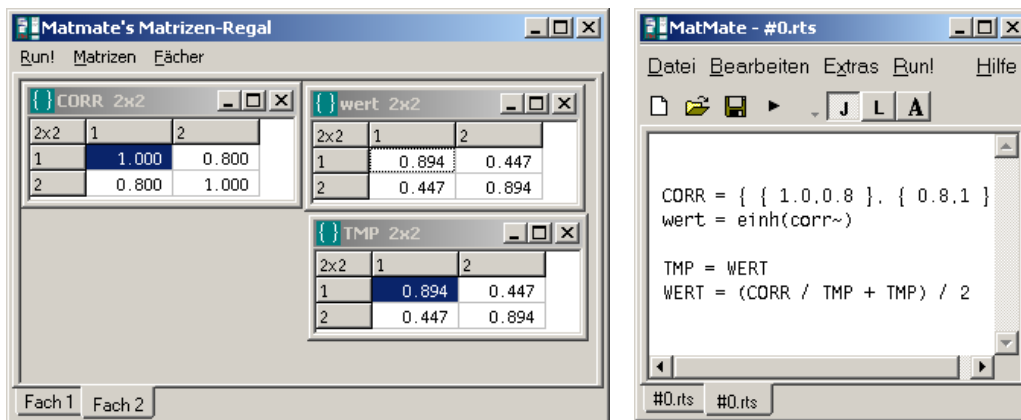 Matmate's Matrizen-Regal
Run! Matrizen Fächer
CORR 2x2
2x2 1 2
1 1.000 0.800
2 0.800 1.000
wert 2x2
2x2 1 2
1 0.894 0.447
2 0.447 0.894
TMP 2x2
2x2 1 2
1 0.894 0.447
2 0.447 0.894
Fach 1 Fach 2
MatMate - #0.rts
Datei Bearbeiten Extras Run! Hilfe
J L A
CORR = { { 1.0,0.8 }, { 0.8,1 }
wert = einh(corr~)
TMP = WERT
WERT = (CORR / TMP + TMP) / 2
#0.rts #0.rts